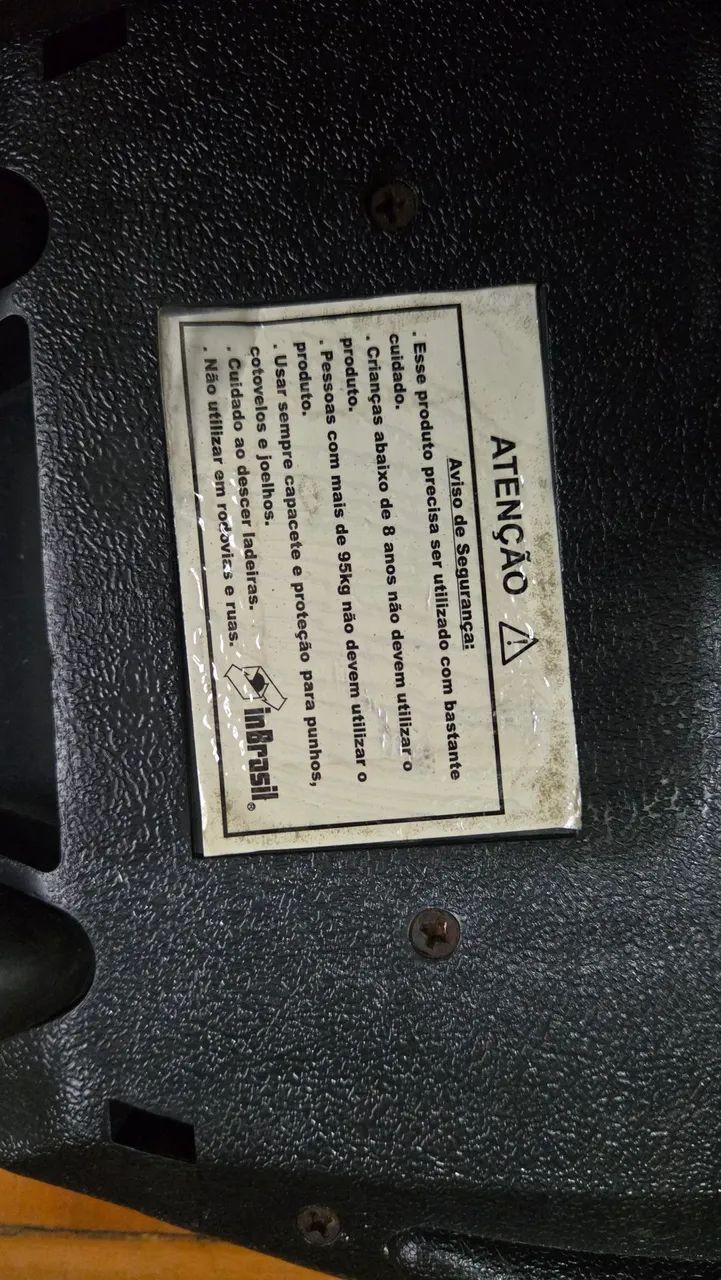 ATENÇÃO
Aviso de Segurança:
. Esse produto precisa ser utilizado com bastante
cuidado.
. Crianças abaixo de 8 anos não devem utilizar o
produto.
. Pessoas com mais de 95kg não devem utilizar o
produto.
. Usar sempre capacete e proteção para punhos,
cotovelos e joelhos.
. Cuidado ao descer ladeiras.
. Não utilizar em rodovias e ruas.
inBrasil®